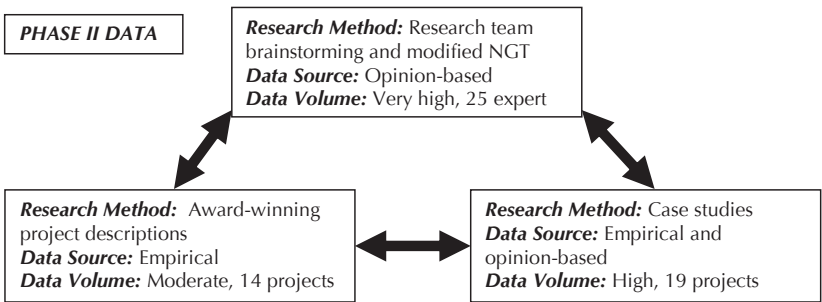 PHASE II DATA
Research Method: Research team
brainstorming and modified NGT
Data Source: Opinion-based
Data Volume: Very high, 25 expert
Research Method: Award-winning
project descriptions
Data Source: Empirical
Data Volume: Moderate, 14 projects
Research Method: Case studies
Data Source: Empirical and
opinion-based
Data Volume: High, 19 projects